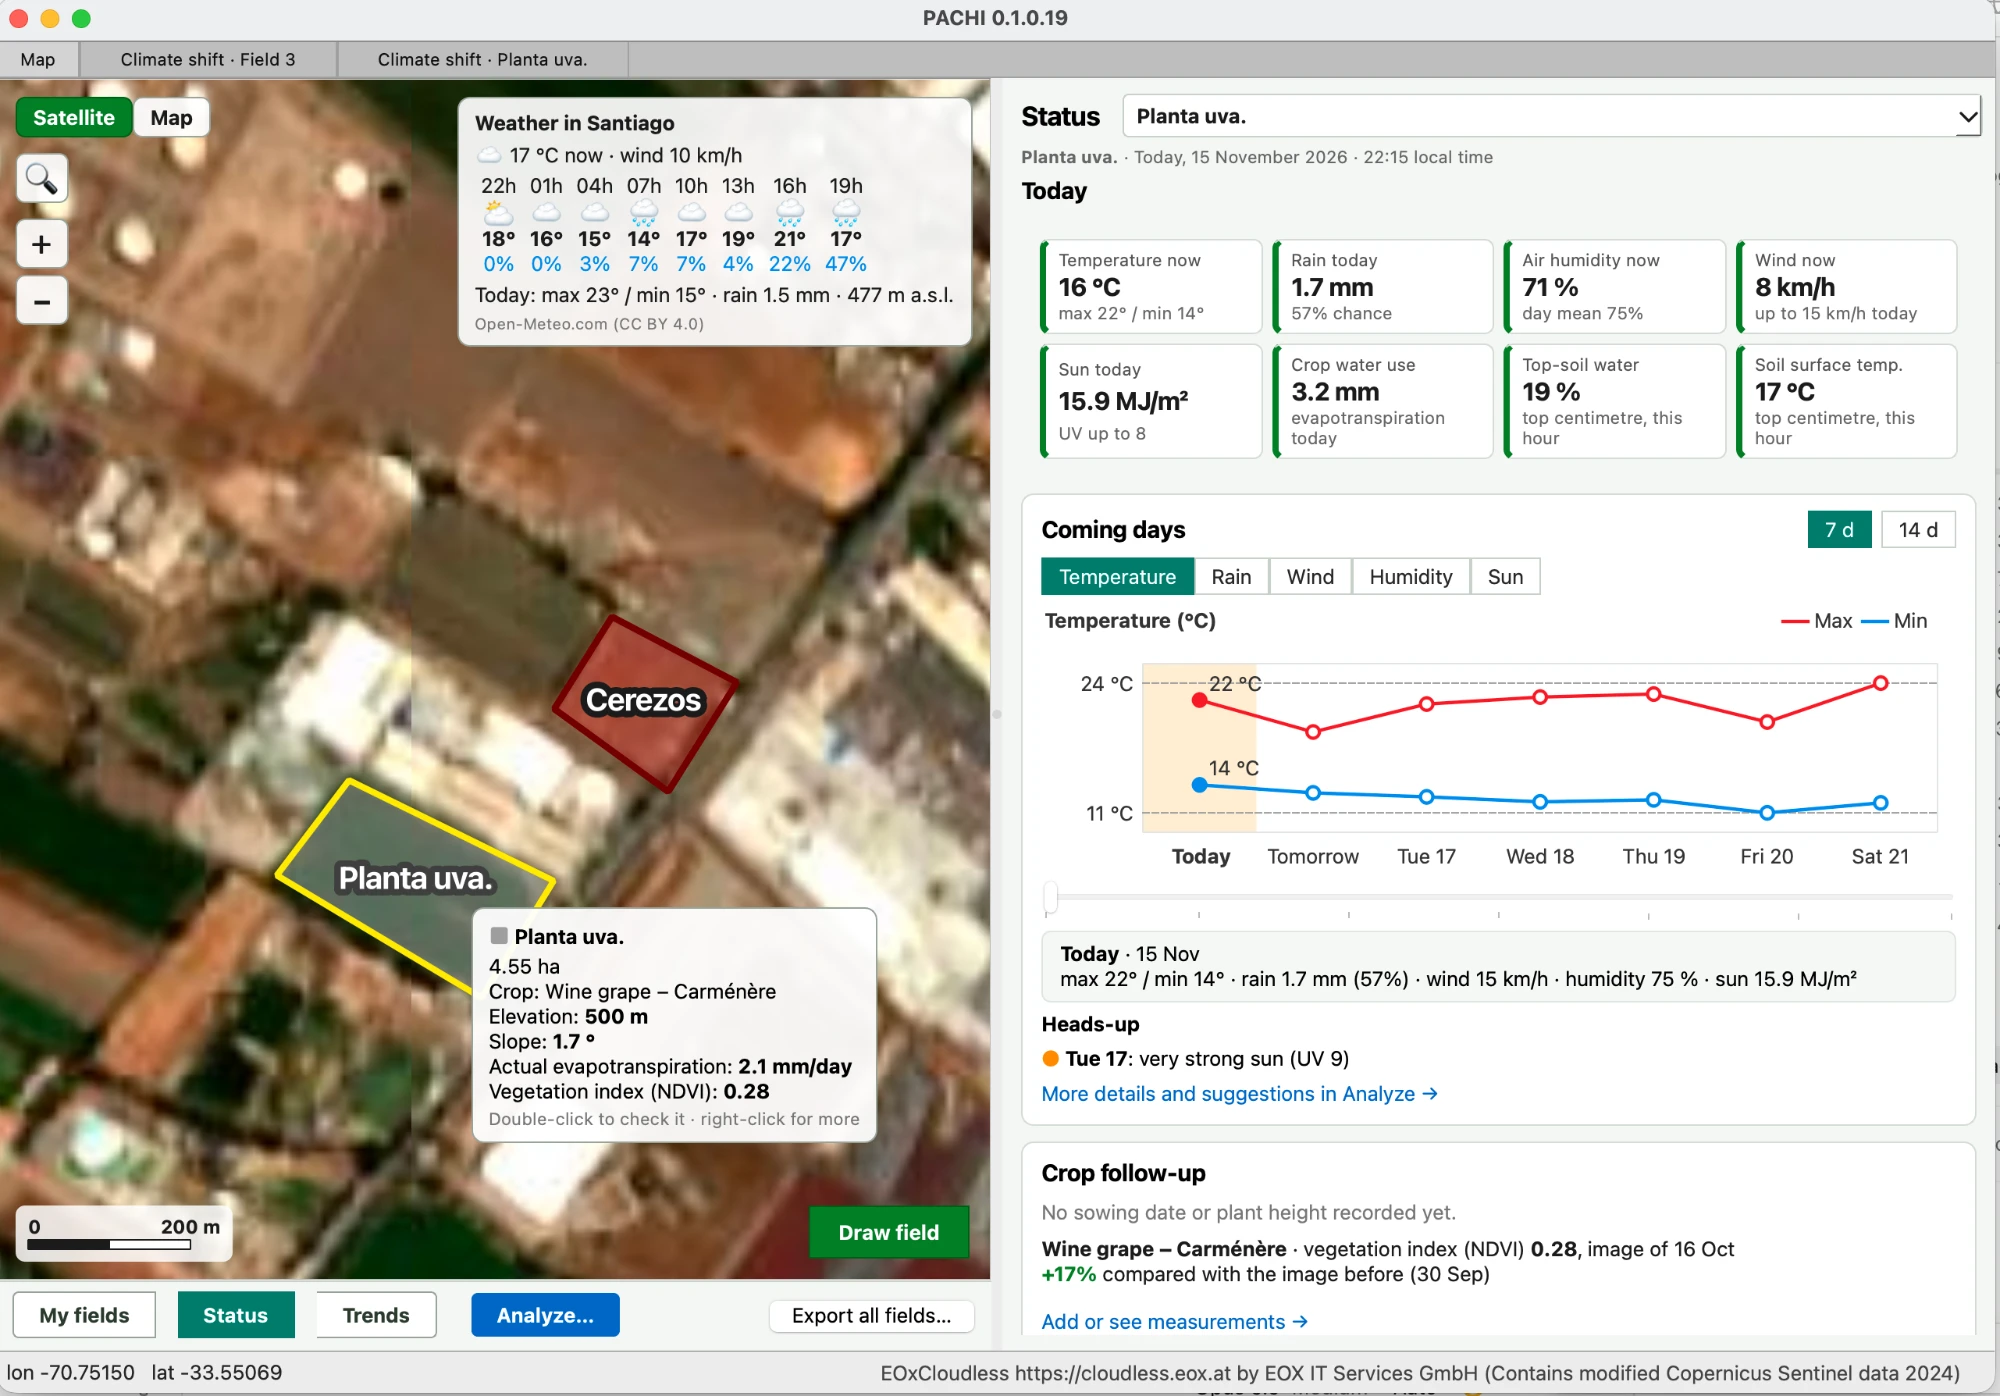 PACHI 0.1.0.19
Map
Climate shift · Field 3
Climate shift · Planta uva.
Satellite
Map
+
−
Weather in Santiago
17 °C now · wind 10 km/h
22h 01h 04h 07h 10h 13h 16h 19h
18° 16° 15° 14° 17° 19° 21° 17°
0% 0% 3% 7% 7% 4% 22% 47%
Today: max 23° / min 15° · rain 1.5 mm · 477 m a.s.l.
Open-Meteo.com (CC BY 4.0)
Cerezos
Planta uva.
Planta uva.
4.55 ha
Crop: Wine grape – Carménère
Elevation: 500 m
Slope: 1.7 °
Actual evapotranspiration: 2.1 mm/day
Vegetation index (NDVI): 0.28
Double-click to check it · right-click for more
0 200 m
Draw field
My fields
Status
Trends
Analyze...
Export all fields...
Status
Planta uva.
Planta uva. · Today, 15 November 2026 · 22:15 local time
Today
Temperature now
16 °C
max 22° / min 14°
Rain today
1.7 mm
57% chance
Air humidity now
71 %
day mean 75%
Wind now
8 km/h
up to 15 km/h today
Sun today
15.9 MJ/m²
UV up to 8
Crop water use
3.2 mm
evapotranspiration
today
Top-soil water
19 %
top centimetre, this
hour
Soil surface temp.
17 °C
top centimetre, this
hour
Coming days
7 d
14 d
Temperature
Rain
Wind
Humidity
Sun
Temperature (°C)
Max
Min
24 °C
22 °C
14 °C
11 °C
Today Tomorrow Tue 17 Wed 18 Thu 19 Fri 20 Sat 21
Today · 15 Nov
max 22° / min 14° · rain 1.7 mm (57%) · wind 15 km/h · humidity 75 % · sun 15.9 MJ/m²
Heads-up
Tue 17: very strong sun (UV 9)
More details and suggestions in Analyze →
Crop follow-up
No sowing date or plant height recorded yet.
Wine grape – Carménère · vegetation index (NDVI) 0.28, image of 16 Oct
+17% compared with the image before (30 Sep)
Add or see measurements →
lon -70.75150 lat -33.55069
EOxCloudless https://cloudless.eox.at by EOX IT Services GmbH (Contains modified Copernicus Sentinel data 2024)